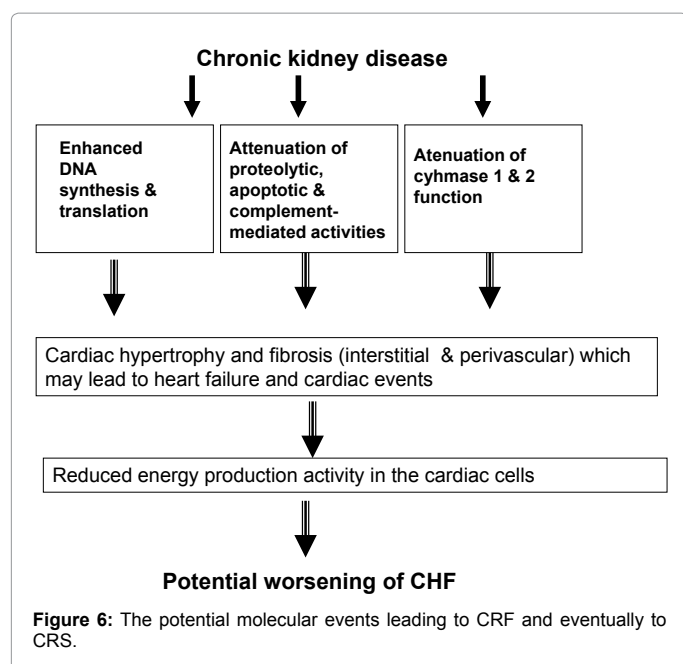 Chronic kidney disease
Enhanced
DNA
synthesis &
translation
Attenuation of
proteolytic,
apoptotic &
complement-
mediated activities
Atenuation of
cyhmase 1 & 2
function
Cardiac hypertrophy and fibrosis (interstitial & perivascular) which
may lead to heart failure and cardiac events
Reduced energy production activity in the cardiac cells
Potential worsening of CHF
Figure 6: The potential molecular events leading to CRF and eventually to
CRS.